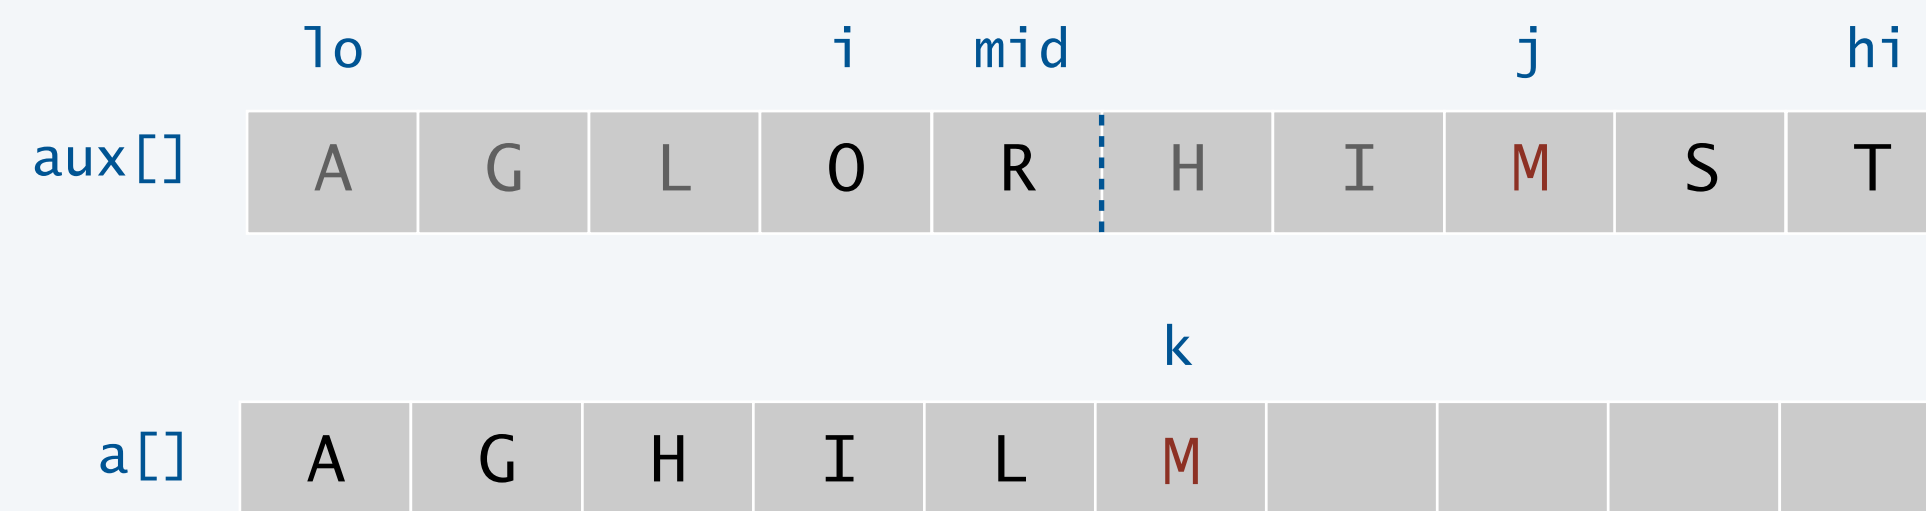 lo i mid j hi
aux[] A G L O R H I M S T
k
a[] A G H I L M